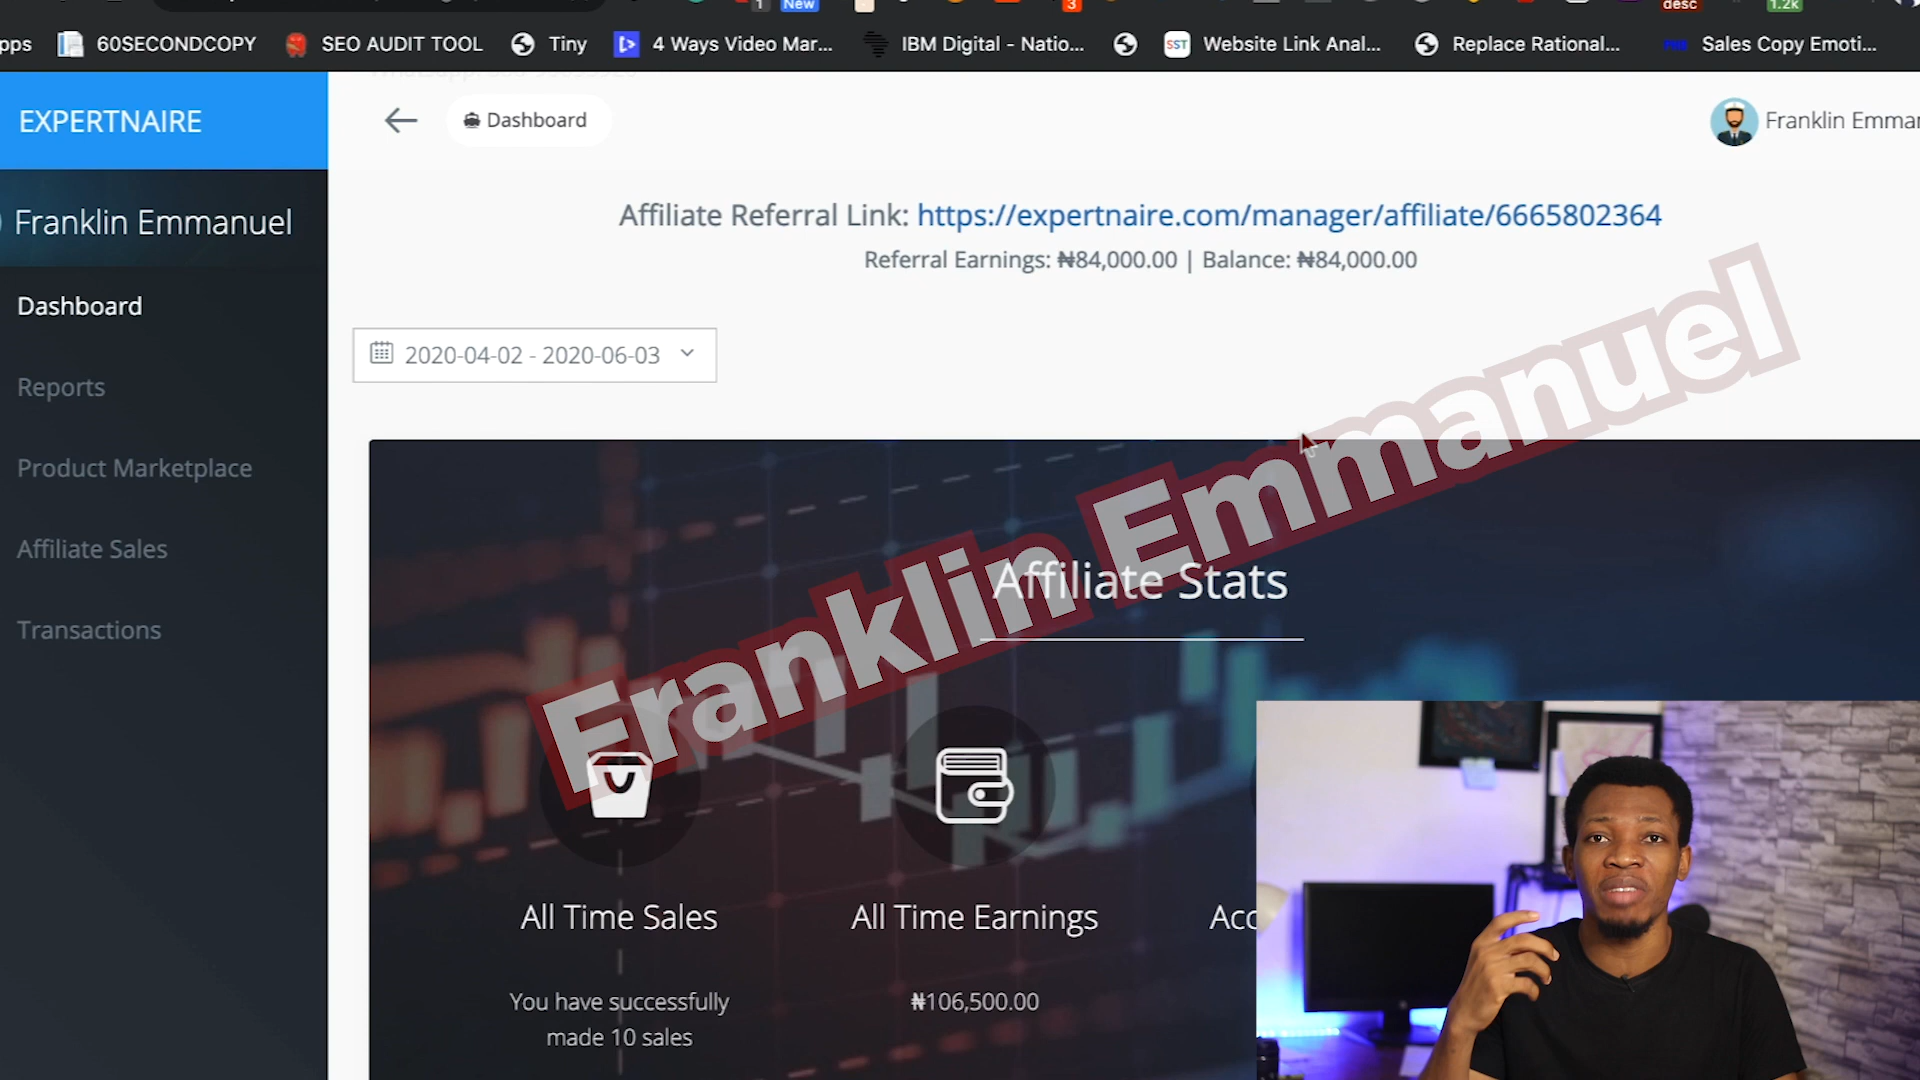 1
New
3
desc
1.2k
pps
60SECONDCOPY
SEO AUDIT TOOL
Tiny
4 Ways Video Mar...
IBM Digital - Natio...
SST
Website Link Anal...
Replace Rational...
Sales Copy Emoti...
EXPERTNAIRE
Dashboard
Franklin Emma
Franklin Emmanuel
Affiliate Referral Link: https://expertnaire.com/manager/affiliate/6665802364
Referral Earnings: ₦84,000.00 | Balance: ₦84,000.00
Dashboard
2020-04-02 - 2020-06-03
Reports
Product Marketplace
Affiliate Sales
Transactions
Franklin Emmanuel
Affiliate Stats
All Time Sales
All Time Earnings
Acc
You have successfully
made 10 sales
₦106,500.00